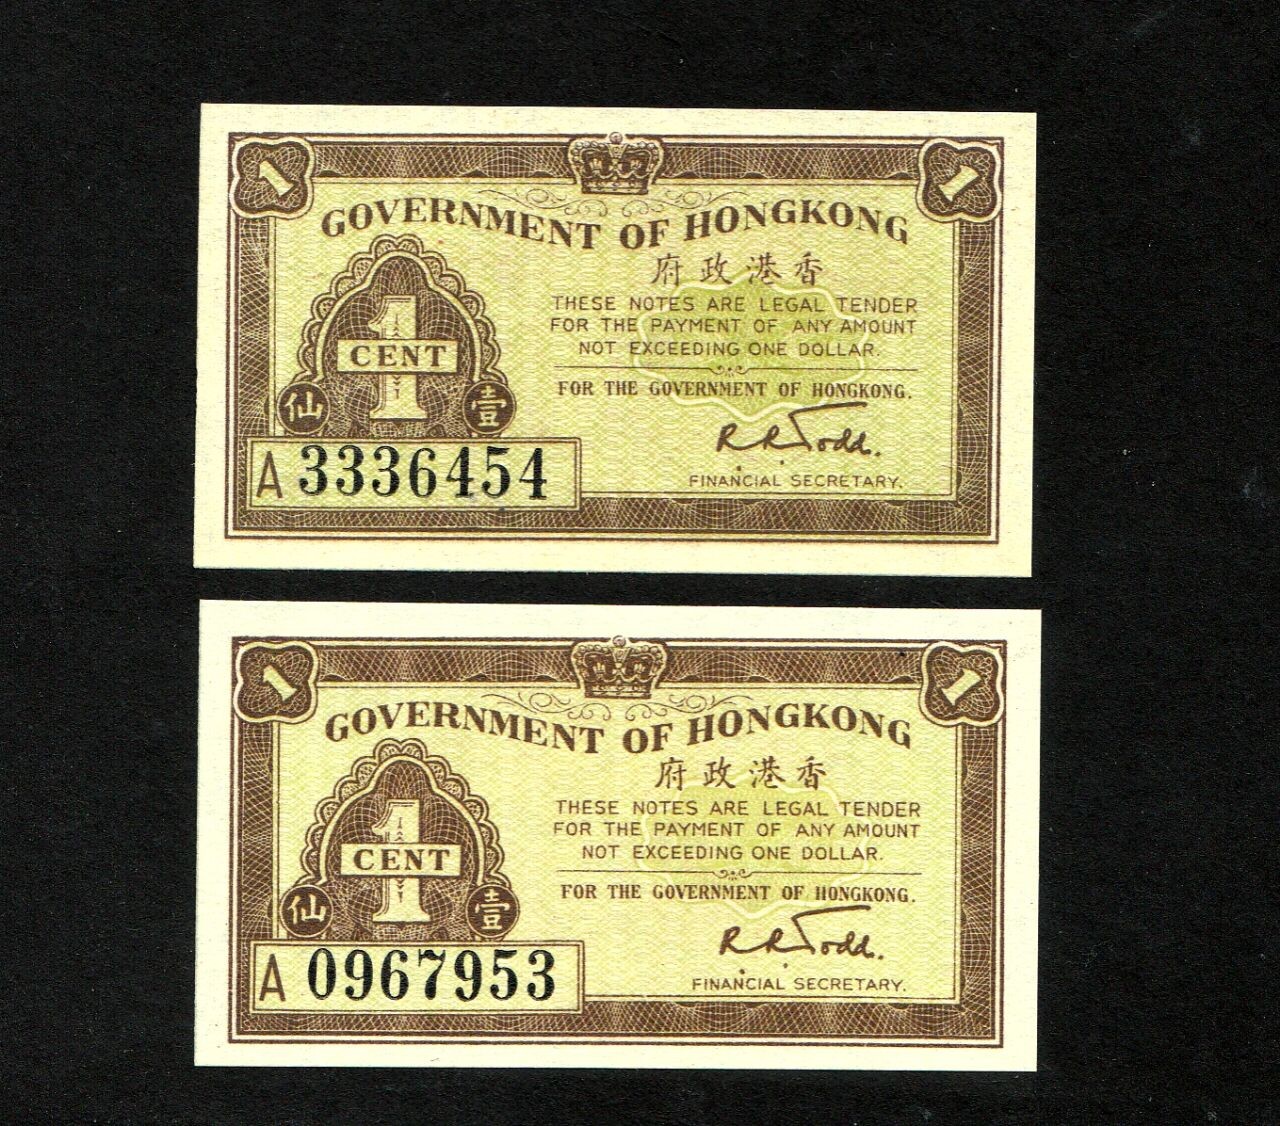 1 1
GOVERNMENT OF HONGKONG
府政港香
THESE NOTES ARE LEGAL TENDER
FOR THE PAYMENT OF ANY AMOUNT
NOT EXCEEDING ONE DOLLAR.
FOR THE GOVERNMENT OF HONGKONG.
R. R. Todd.
FINANCIAL SECRETARY.
1
CENT
仙 壹
A 3336454
1 1
GOVERNMENT OF HONGKONG
府政港香
THESE NOTES ARE LEGAL TENDER
FOR THE PAYMENT OF ANY AMOUNT
NOT EXCEEDING ONE DOLLAR.
FOR THE GOVERNMENT OF HONGKONG.
R. R. Todd.
FINANCIAL SECRETARY.
1
CENT
仙 壹
A 0967953